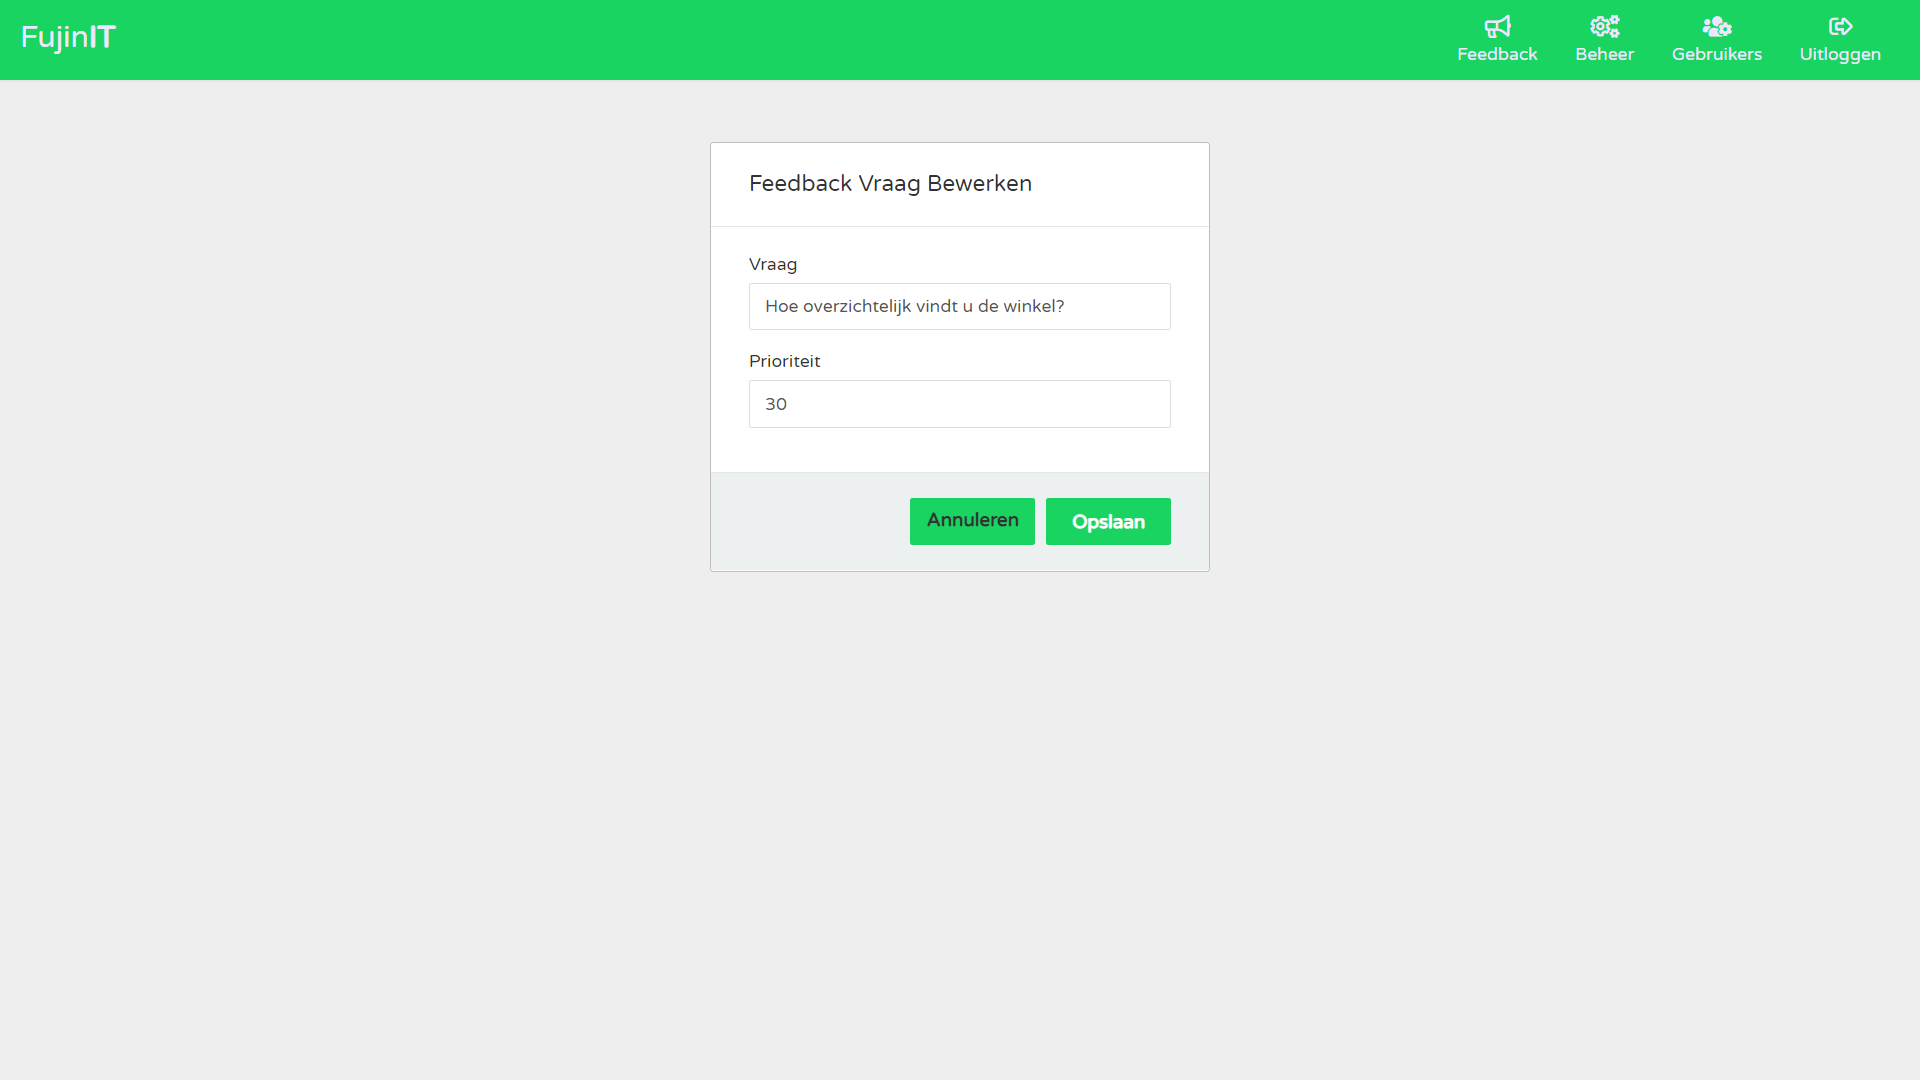 FujinIT
Feedback
Beheer
Gebruikers
Uitloggen
Feedback Vraag Bewerken
Vraag
Hoe overzichtelijk vindt u de winkel?
Prioriteit
30
Annuleren
Opslaan